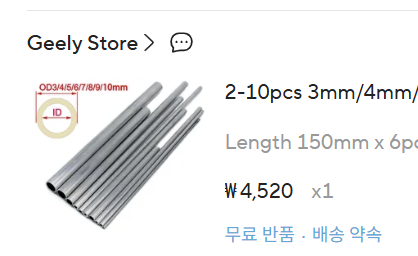 Geely Store
OD3/4/5/6/7/8/9/10mm
ID
2-10pcs 3mm/4mm/
Length 150mm x 6p
₩4,520 x1
무료 반품 · 배송 약속